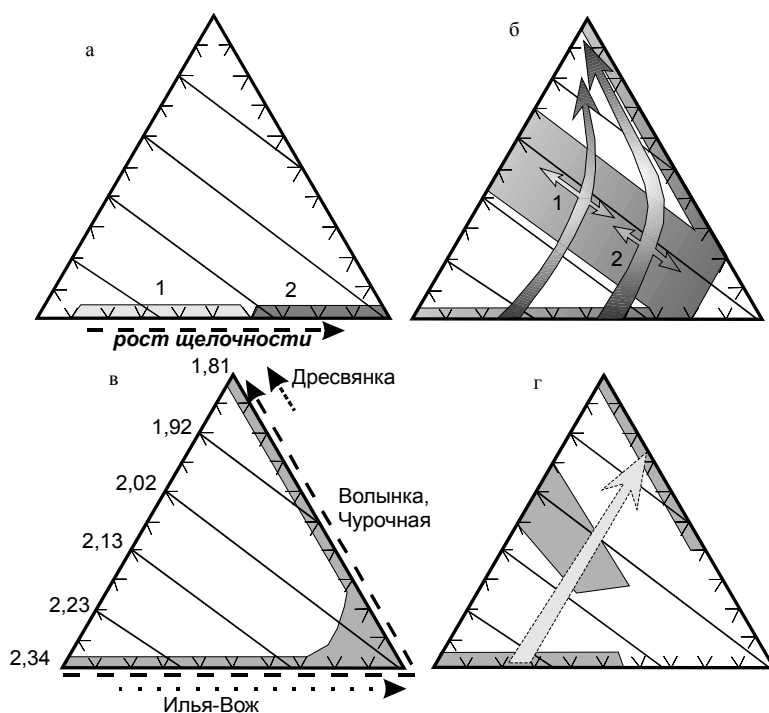 а
б
1
2
1
2
рост щелочности
в
г
1,81
Дресвянка
1,92
2,02
Волынка,
Чурочная
2,13
2,23
2,34
Илья-Вож